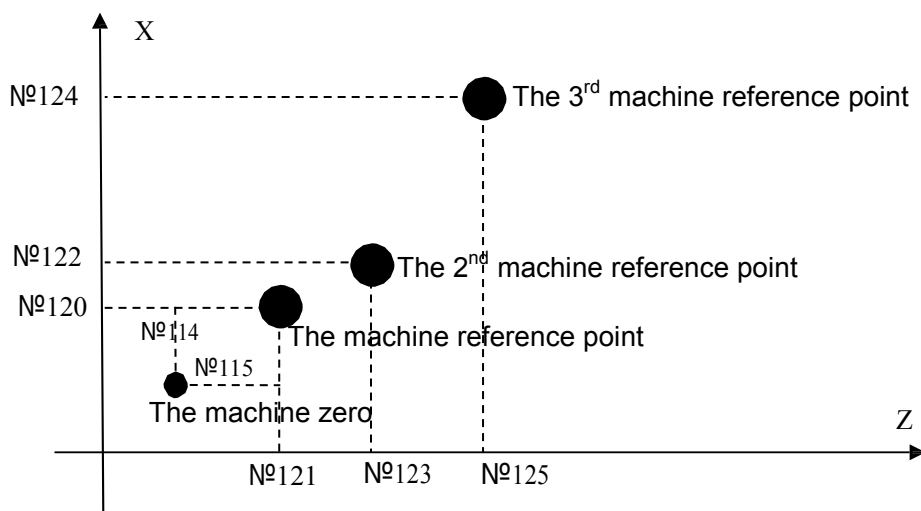 X
№124
The 3rd machine reference point
№122
The 2nd machine reference point
№120
№114
The machine reference point
№115
The machine zero
Z
№121
№123
№125